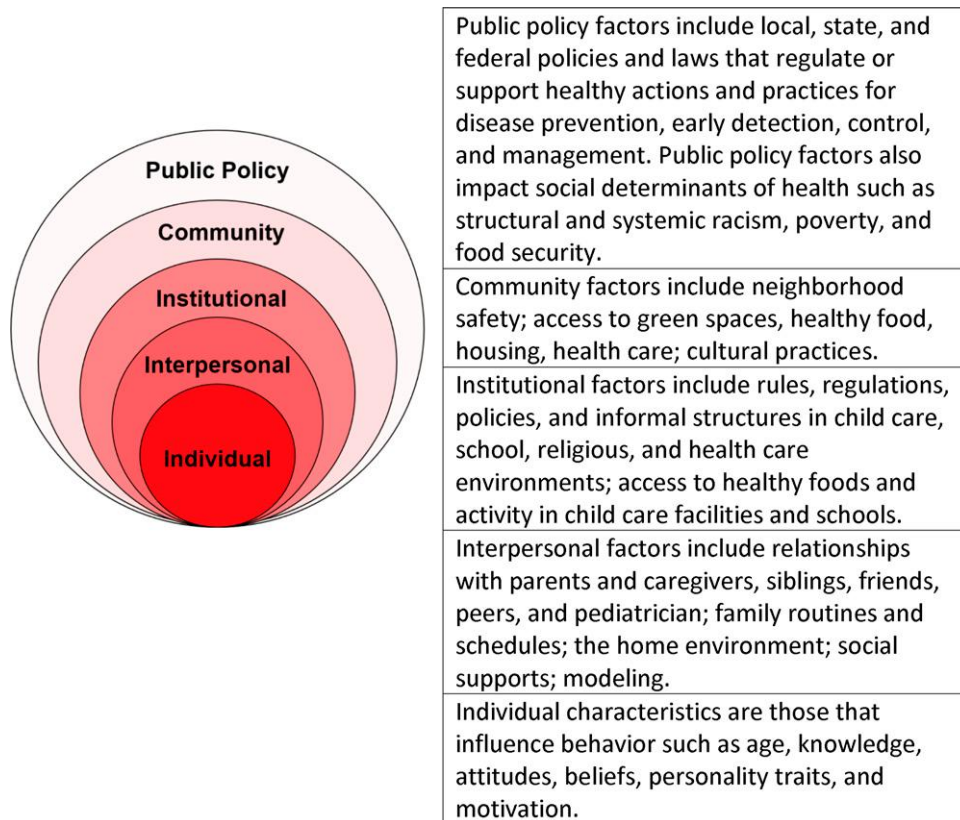 Public Policy
Community
Institutional
Interpersonal
Individual
Public policy factors include local, state, and
federal policies and laws that regulate or
support healthy actions and practices for
disease prevention, early detection, control,
and management. Public policy factors also
impact social determinants of health such as
structural and systemic racism, poverty, and
food security.
Community factors include neighborhood
safety; access to green spaces, healthy food,
housing, health care; cultural practices.
Institutional factors include rules, regulations,
policies, and informal structures in child care,
school, religious, and health care
environments; access to healthy foods and
activity in child care facilities and schools.
Interpersonal factors include relationships
with parents and caregivers, siblings, friends,
peers, and pediatrician; family routines and
schedules; the home environment; social
supports; modeling.
Individual characteristics are those that
influence behavior such as age, knowledge,
attitudes, beliefs, personality traits, and
motivation.